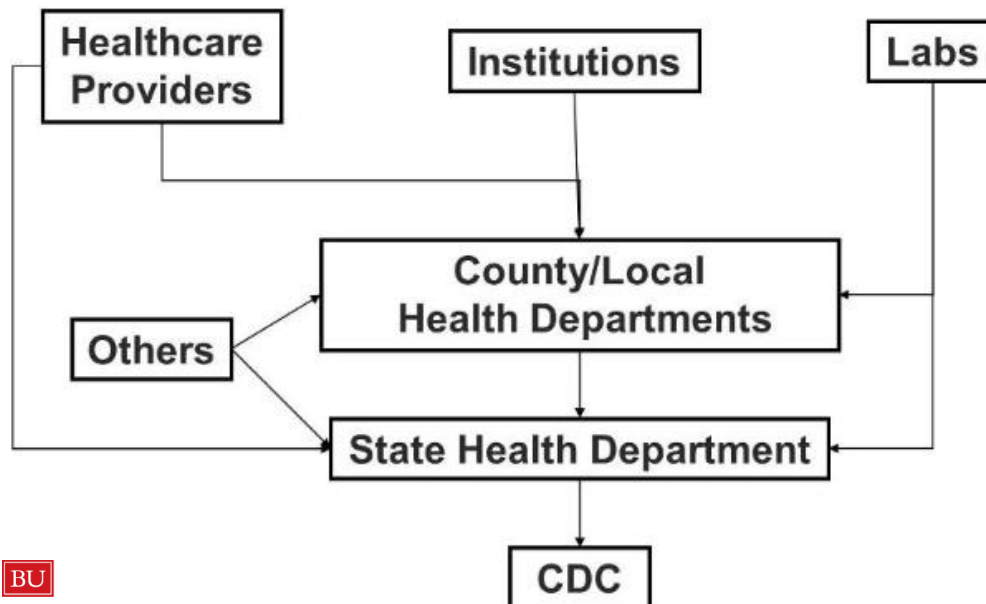 Healthcare
Providers
Institutions
Labs
County/Local
Health Departments
Others
State Health Department
CDC
BU